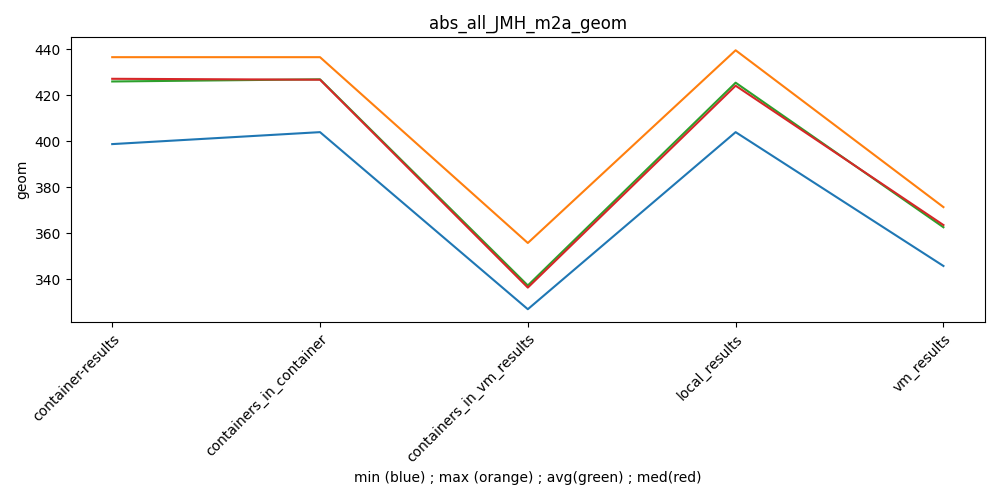 abs_all_JMH_m2a_geom
440
420
400
380
360
340
geom
container-results
containers_in_container
containers_in_vm_results
local_results
vm_results
min (blue) ; max (orange) ; avg(green) ; med(red)